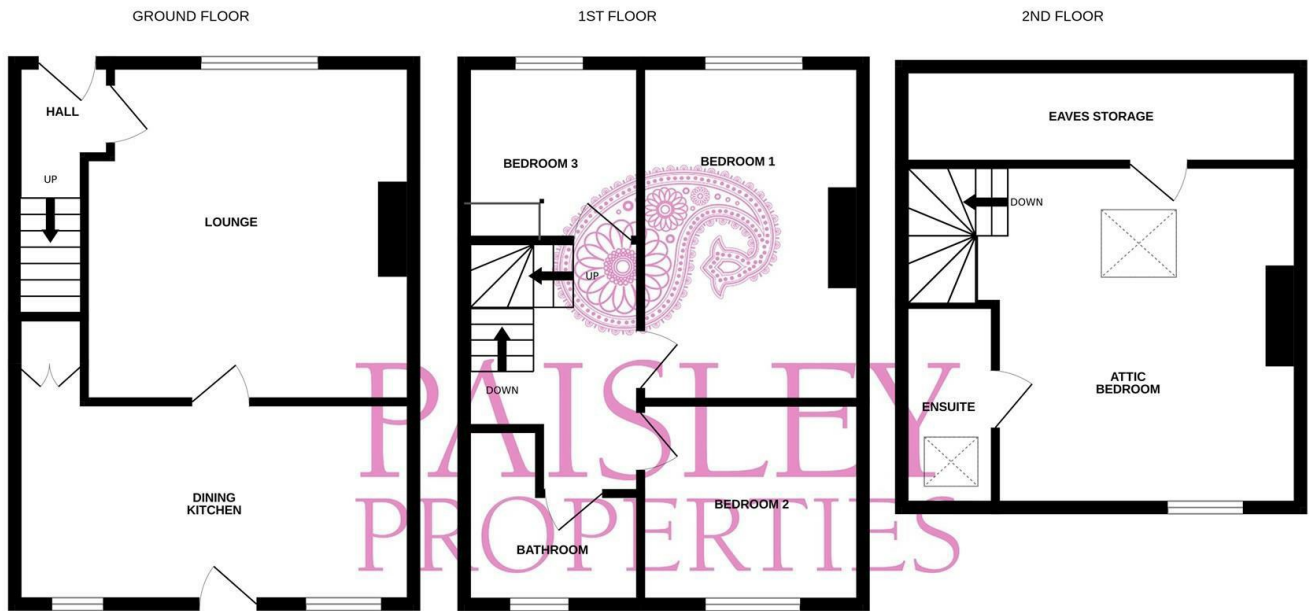 GROUND FLOOR
HALL
UP
LOUNGE
DINING
KITCHEN
1ST FLOOR
BEDROOM 3
BEDROOM 1
UP
DOWN
BEDROOM 2
BATHROOM
2ND FLOOR
EAVES STORAGE
DOWN
ATTIC
BEDROOM
ENSUITE
PAISLEY
PROPERTIES